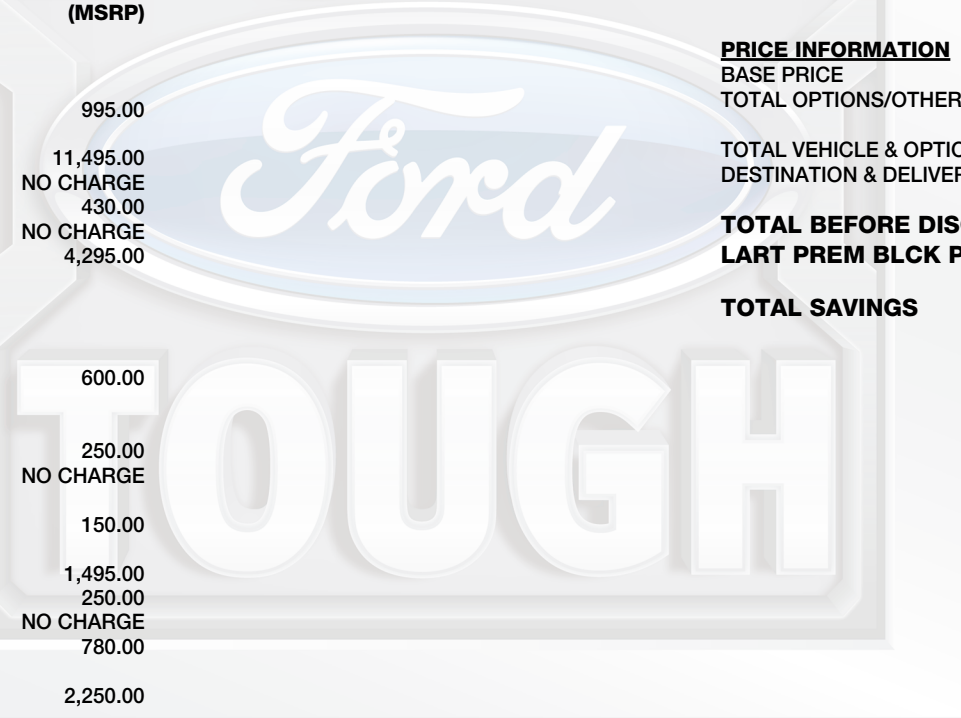 (MSRP)
995.00
11,495.00
NO CHARGE
430.00
NO CHARGE
4,295.00
600.00
250.00
NO CHARGE
150.00
1,495.00
250.00
NO CHARGE
780.00
2,250.00
PRICE INFORMATION
BASE PRICE
TOTAL OPTIONS/OTHER
TOTAL VEHICLE & OPTIO
DESTINATION & DELIVER
TOTAL BEFORE DIS
LART PREM BLCK P
TOTAL SAVINGS
Ford
TOUGH